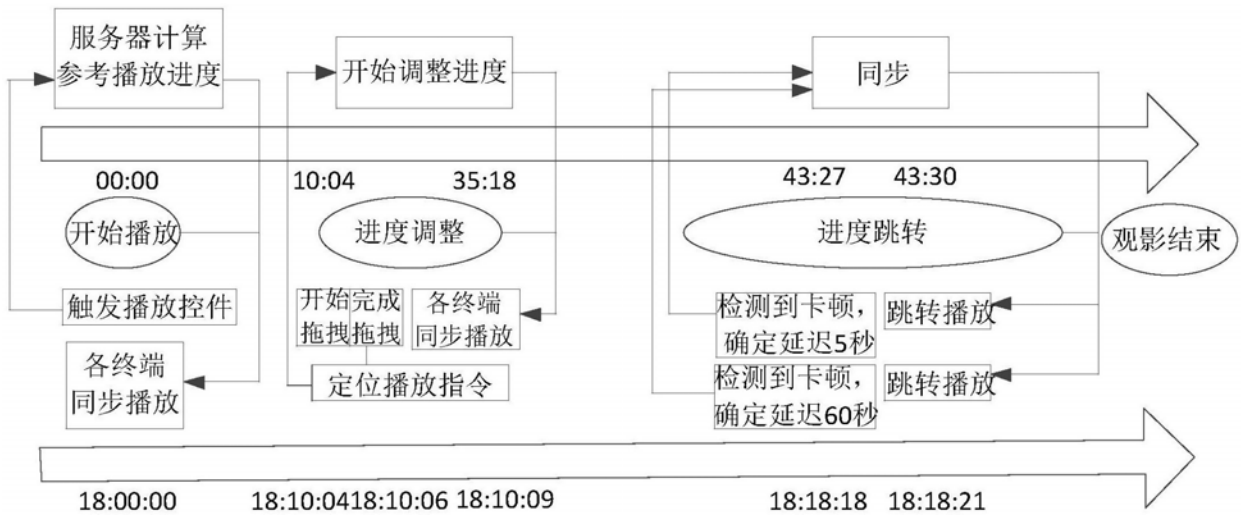 服务器计算
参考播放进度
开始调整进度
同步
00:00
10:04
35:18
43:27
43:30
开始播放
进度调整
进度跳转
观影结束
触发播放控件
开始
拖拽
完成
拖拽
各终端
同步播放
检测到卡顿，
确定延迟5秒
跳转播放
各终端
同步播放
定位播放指令
检测到卡顿，
确定延迟60秒
跳转播放
18:00:00
18:10:04
18:10:06
18:10:09
18:18:18
18:18:21